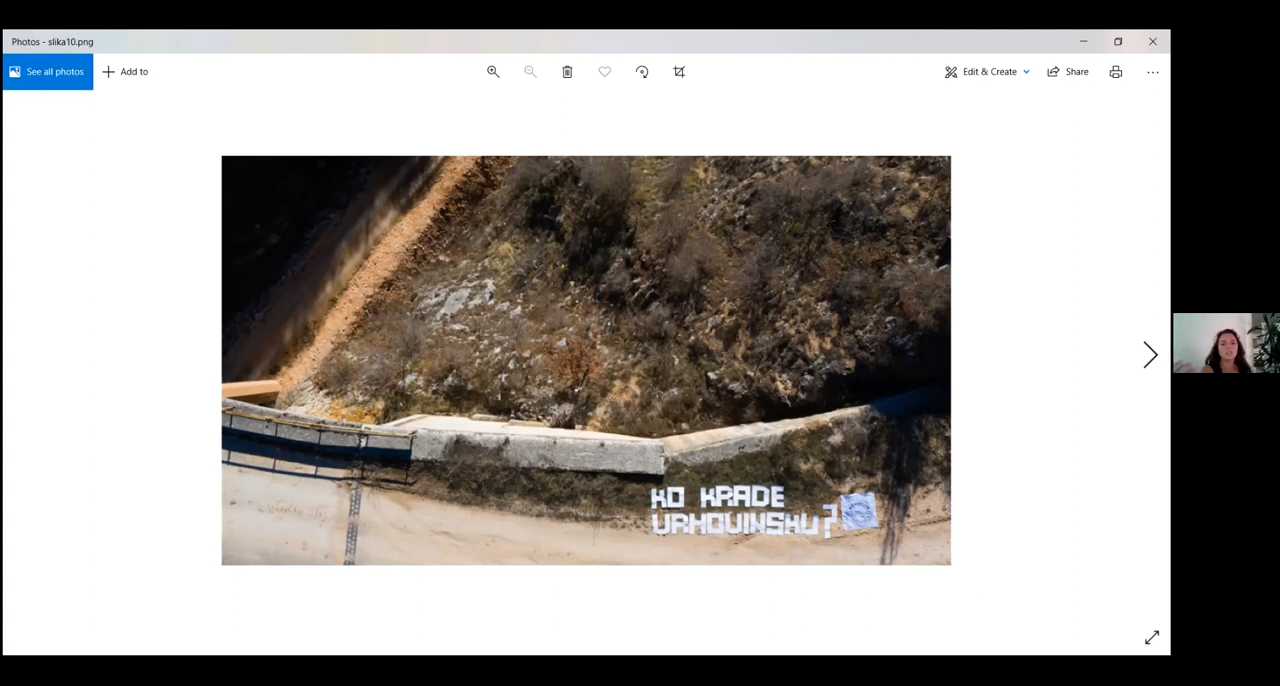 Photos - slika10.png
See all photos
Add to
Edit & Create
Share
KO KRADE
VRHOVINSKU?